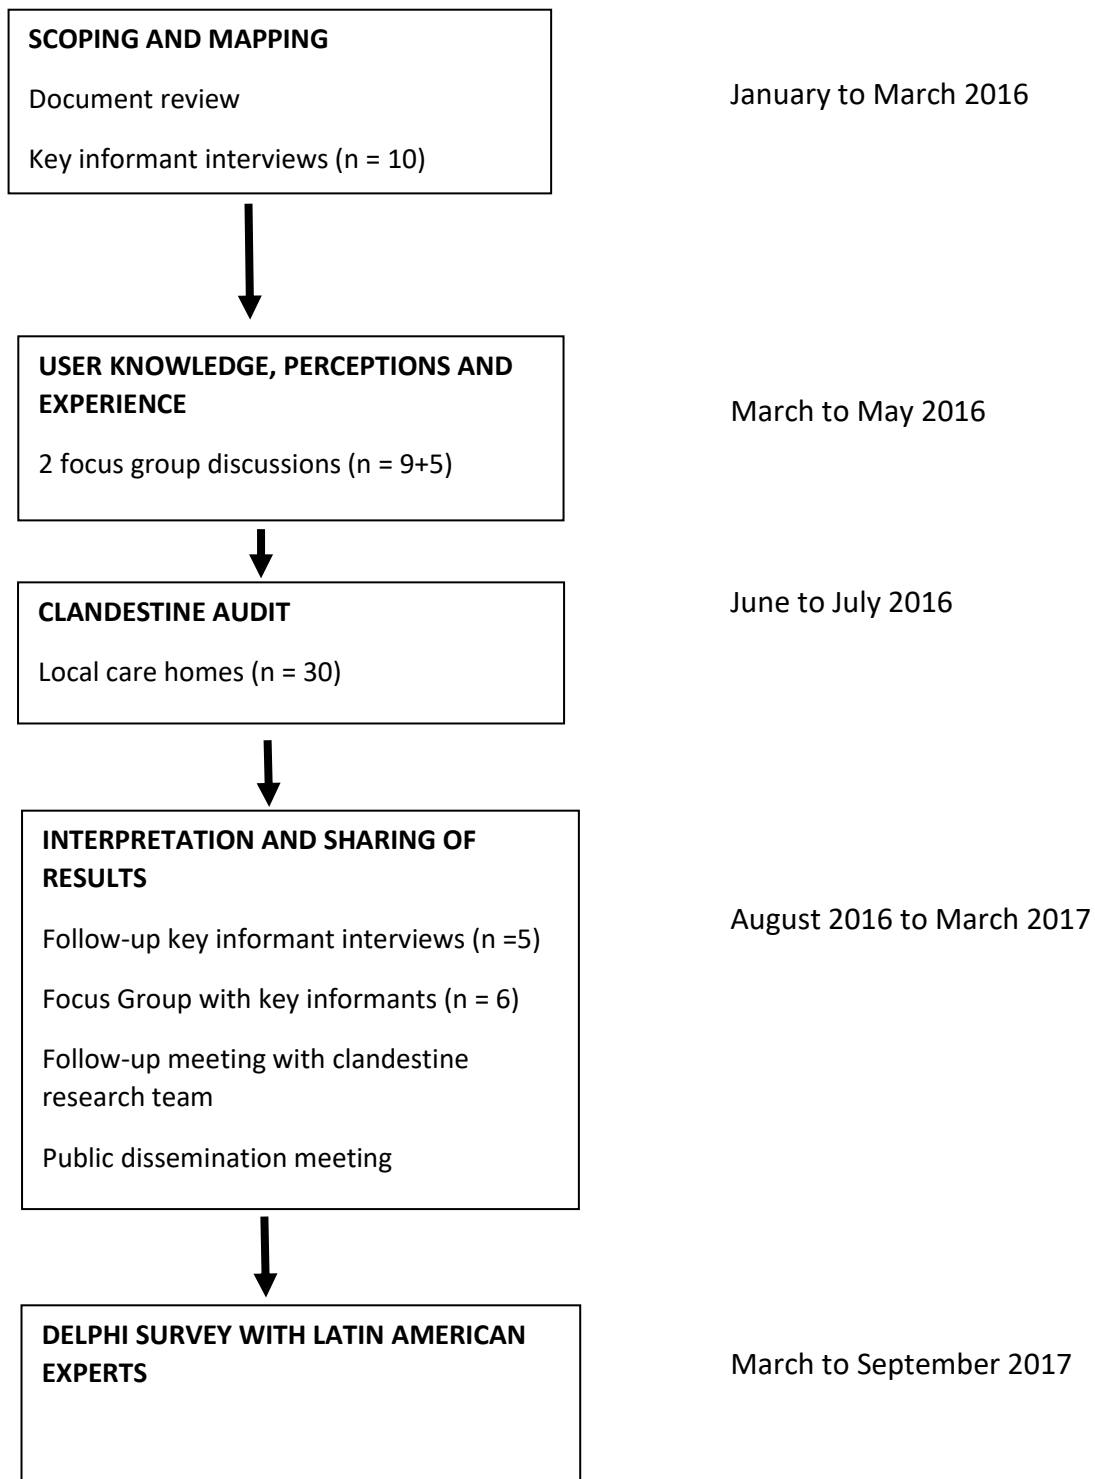 SCOPING AND MAPPING
Document review
January to March 2016
Key informant interviews (n = 10)
USER KNOWLEDGE, PERCEPTIONS AND
EXPERIENCE
March to May 2016
2 focus group discussions (n = 9+5)
CLANDESTINE AUDIT
June to July 2016
Local care homes (n = 30)
INTERPRETATION AND SHARING OF
RESULTS
August 2016 to March 2017
Follow-up key informant interviews (n =5)
Focus Group with key informants (n = 6)
Follow-up meeting with clandestine
research team
Public dissemination meeting
DELPHI SURVEY WITH LATIN AMERICAN
EXPERTS
March to September 2017